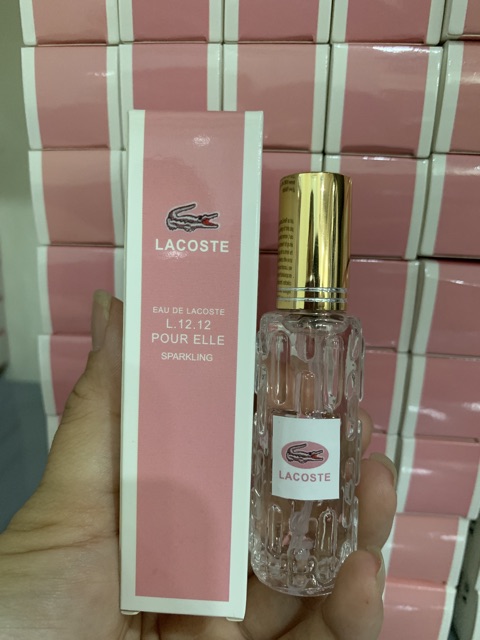 LACOSTE
EAU DE LACOSTE
L.12.12
POUR ELLE
SPARKLING
LACOSTE